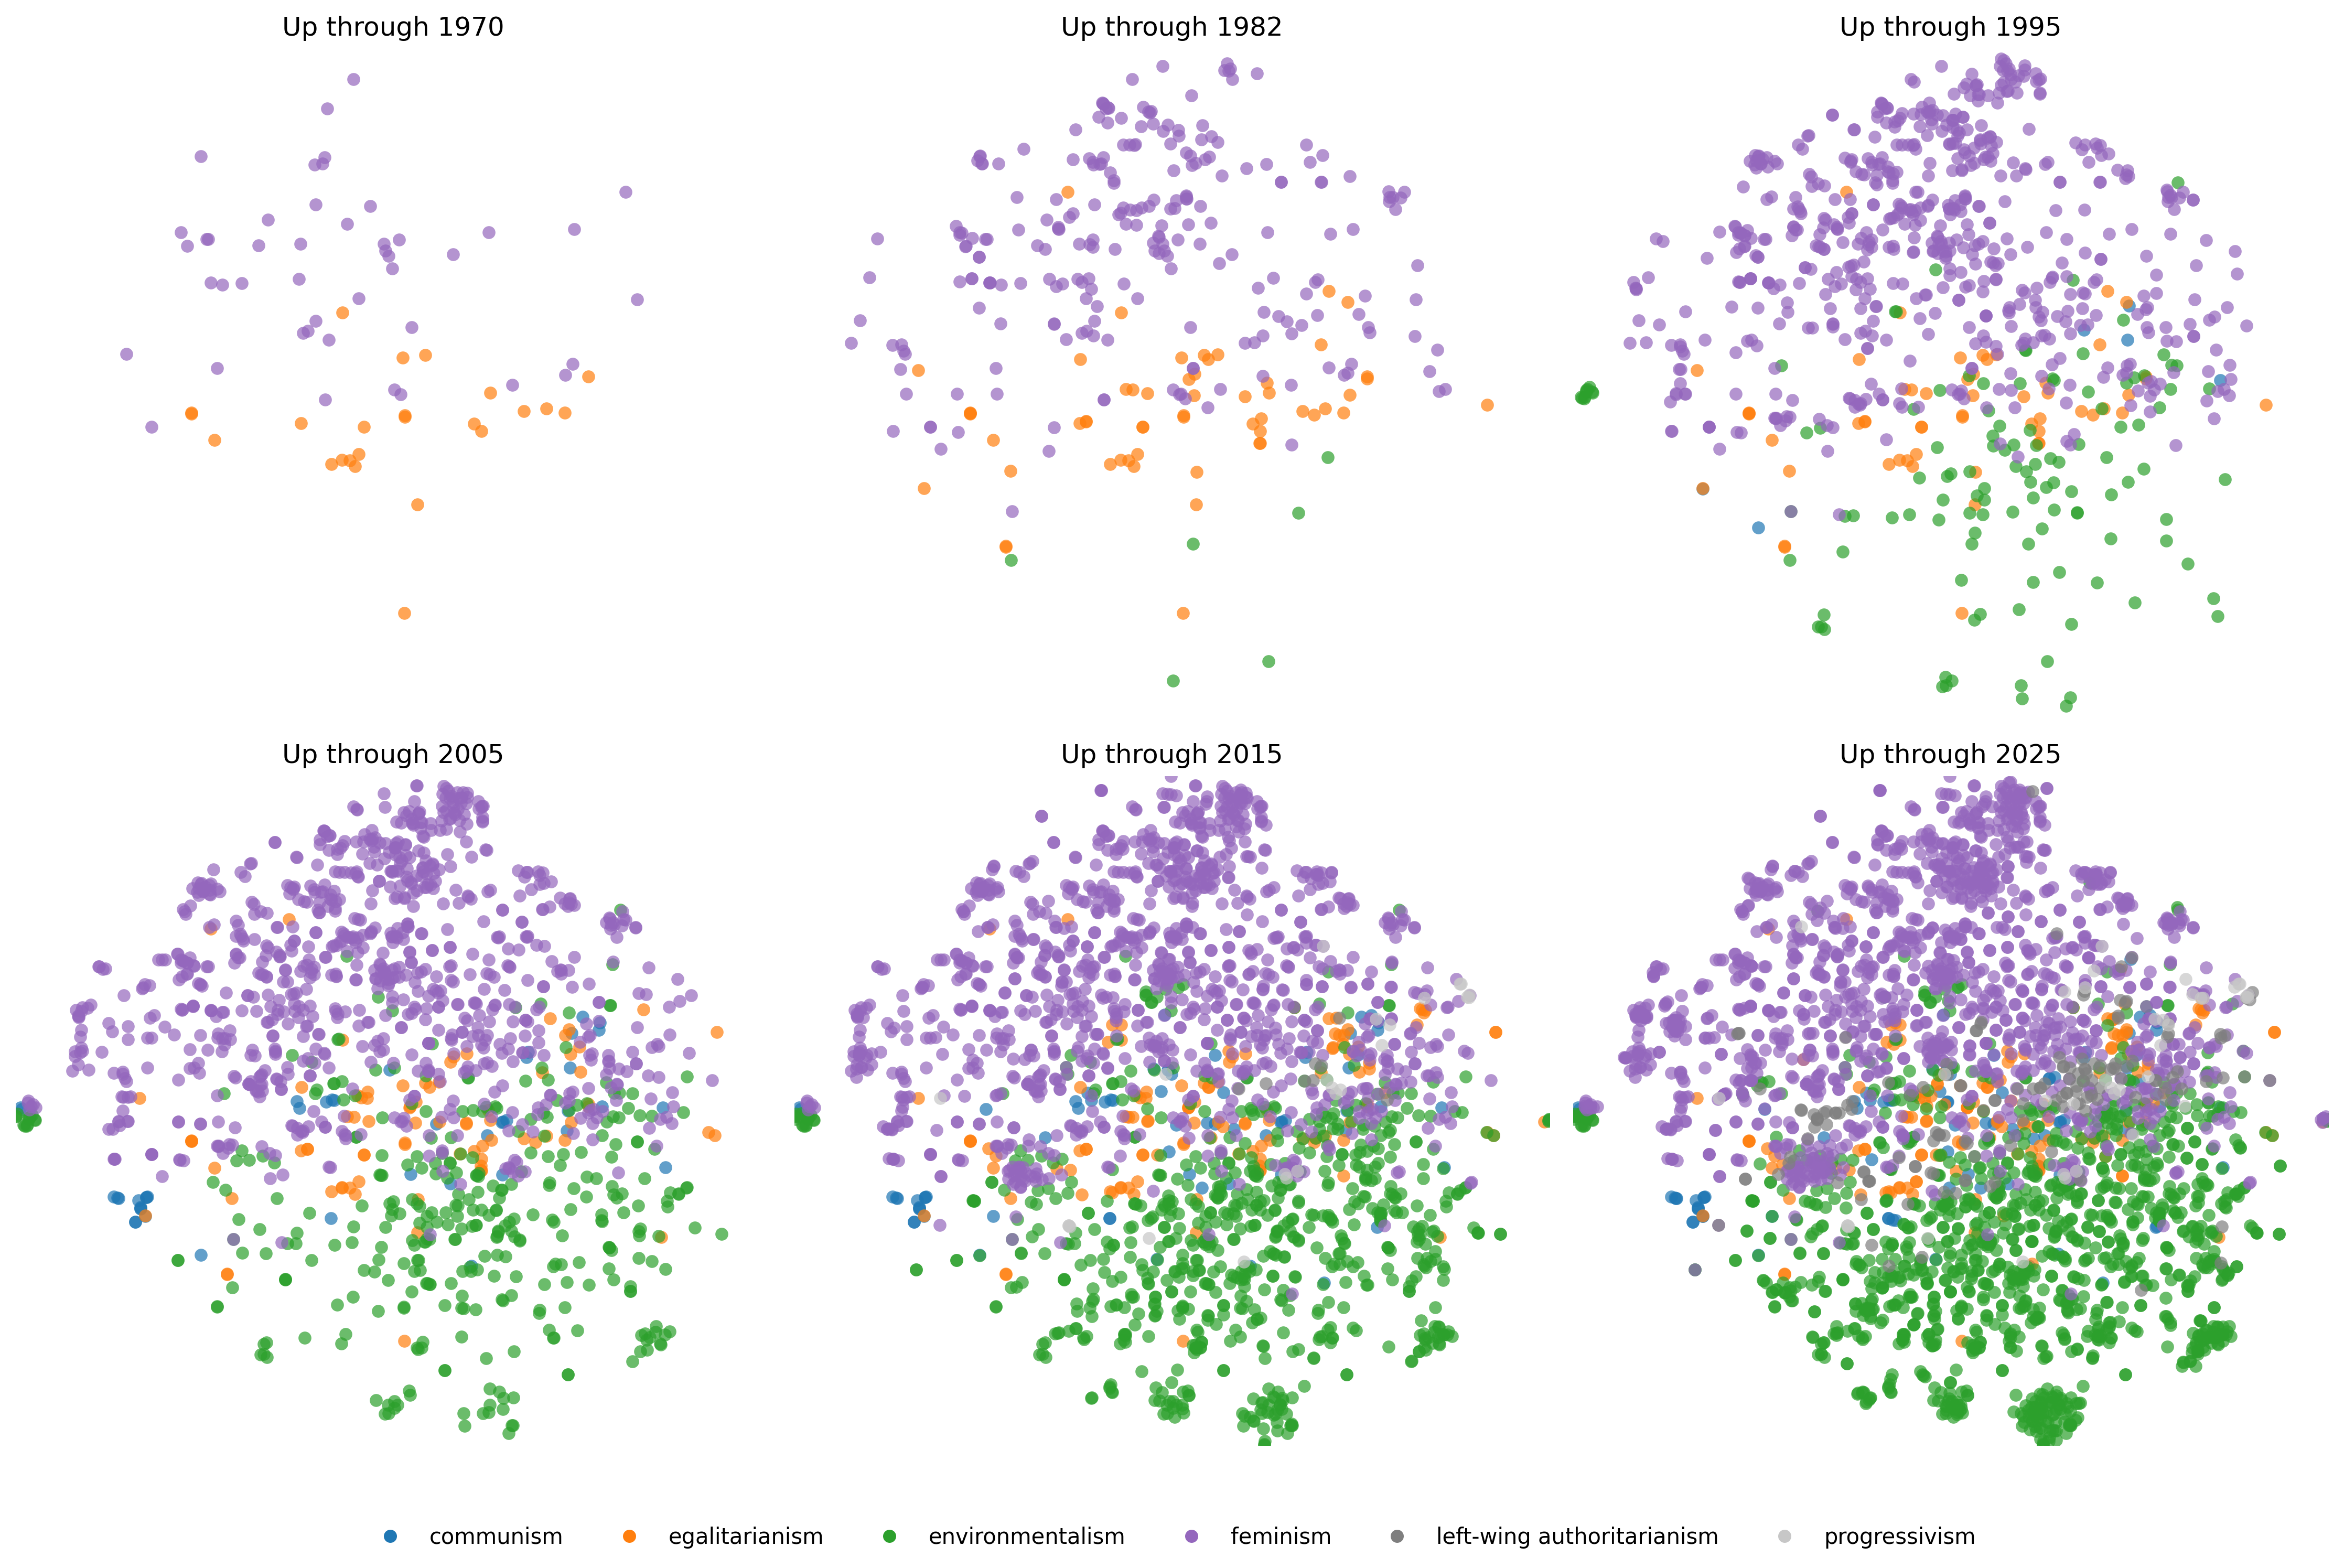 Up through 1970
Up through 1982
Up through 1995
Up through 2005
Up through 2015
Up through 2025
communism
egalitarianism
environmentalism
feminism
left-wing authoritarianism
progressivism